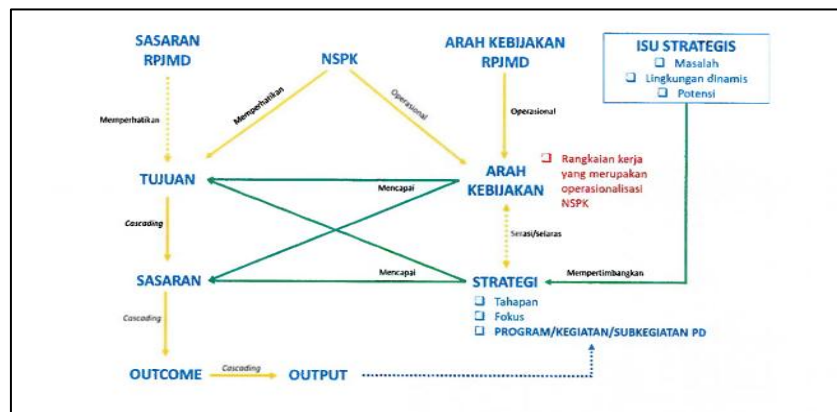 SASARAN
RPJMD
NSPK
ARAH KEBIJAKAN
RPJMD
ISU STRATEGIS
Masalah
Lingkungan dinamis
Potensi
Memperhatikan
Memperhatikan
Operasional
Operasional
TUJUAN
Mencapai
ARAH
KEBIJAKAN
Rangkaian kerja
yang merupakan
operasionalisasi
NSPK
Cascading
Serasi/selaras
SASARAN
Mencapai
STRATEGI
Mempertimbangkan
Tahapan
Fokus
PROGRAM/KEGIATAN/SUBKEGIATAN PD
Cascading
OUTCOME
Cascading
OUTPUT